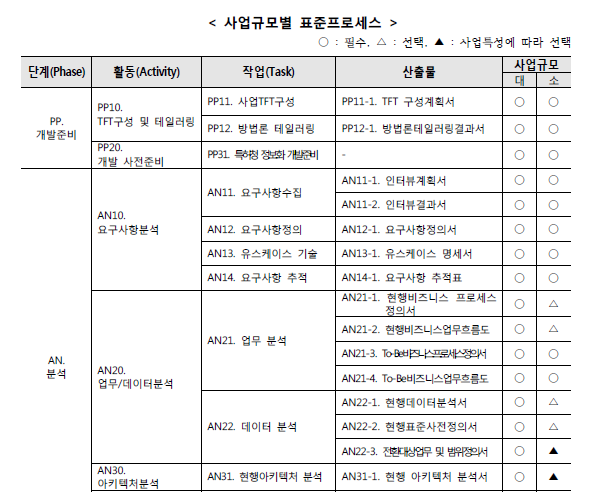 < 사업규모별 표준프로세스 >
○ : 필수, △ : 선택, ▲ : 사업특성에 따라 선택
단계(Phase) 활동(Activity) 작업(Task) 산출물 사업규모
대 소
PP.
개발준비
PP10.
TFT구성 및 테일러링
PP11. 사업TFT구성 PP11-1. TFT 구성계획서 ○ ○
PP12. 방법론 테일러링 PP12-1. 방법론테일러링결과서 ○ ○
PP20.
개발 사전준비
PP31. 특허청 정보화 개발준비 - ○ ○
AN.
분석
AN10.
요구사항분석
AN11. 요구사항수집 AN11-1. 인터뷰계획서 ○ ○
AN11-2. 인터뷰결과서 ○ ○
AN12. 요구사항정의 AN12-1. 요구사항정의서 ○ ○
AN13. 유스케이스 기술 AN13-1. 유스케이스 명세서 ○ ○
AN14. 요구사항 추적 AN14-1. 요구사항 추적표 ○ ○
AN20.
업무/데이터분석
AN21. 업무 분석
AN21-1. 현행비즈니스 프로세스
정의서 ○ △
AN21-2. 현행비즈니스업무흐름도 ○ △
AN21-3. To-Be비즈니스프로세스정의서 ○ ○
AN21-4. To-Be비즈니스업무흐름도 ○ ○
AN22. 데이터 분석
AN22-1. 현행데이터분석서 ○ △
AN22-2. 현행표준사전정의서 ○ △
AN22-3. 전환대상업무 및 범위정의서 ○ ▲
AN30.
아키텍처분석
AN31. 현행아키텍처 분석 AN31-1. 현행 아키텍처 분석서 ○ ▲